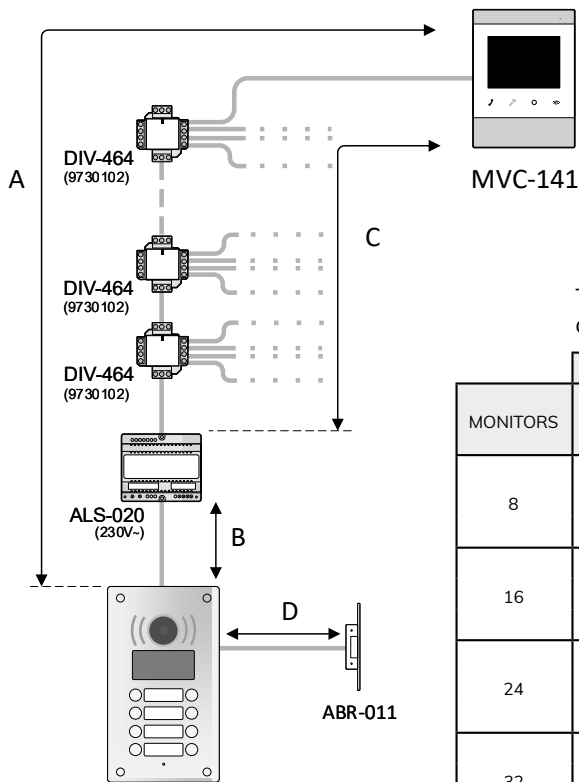 A
DIV-464
(9730102)
MVC-141
C
DIV-464
(9730102)
DIV-464
(9730102)
ALS-020
(230V~)
B
D
ABR-011
MONITORS
8
16
24
32